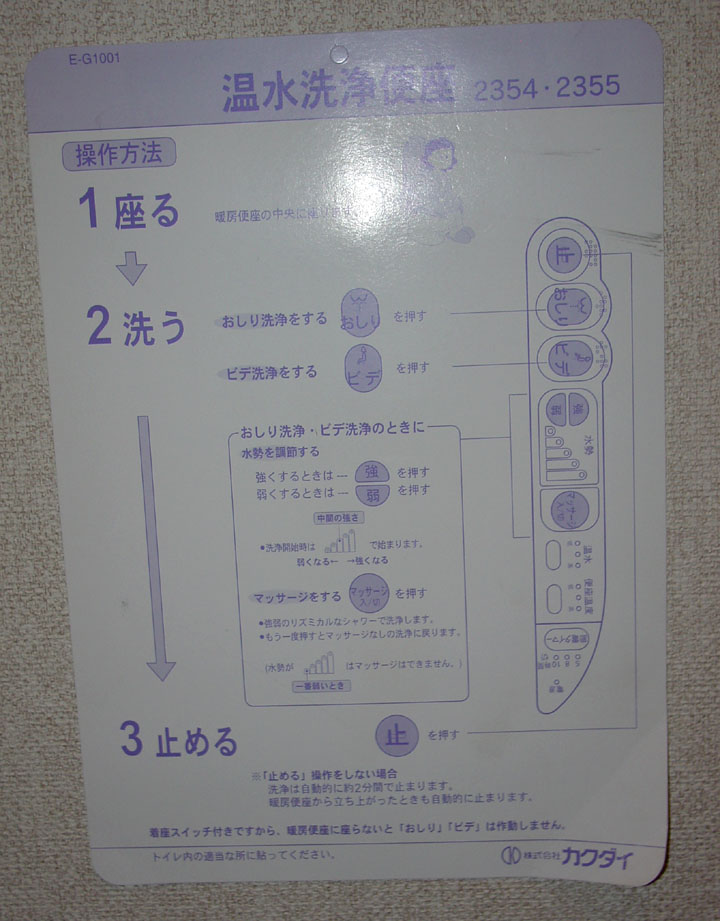 E-G1001
温水洗浄便座 2354・2355
操作方法
1 座る
暖房便座の中央に座り
2 洗う
おしり洗浄をする おしり を押す
ビデ洗浄をする ビデ を押す
おしり洗浄・ビデ洗浄のときに
水勢を調節する
強くするときは 強 を押す
弱くするときは 弱 を押す
中間の強さ
●洗浄開始時は で始まります。
弱くなる← →強くなる
マッサージをする マッサージ 入/切 を押す
●強弱のリズミカルなシャワーで洗浄します。
●もう一度押すとマッサージなしの洗浄に戻ります。
(水勢が はマッサージはできません。)
一番弱いとき
3 止める
止 を押す
※「止める」操作をしない場合
洗浄は自動的に約2分間で止まります。
暖房便座から立ち上がったときも自動的に止まります。
着座スイッチ付きですから、暖房便座に座らないと「おしり」「ビデ」は作動しません。
トイレ内の適当な所に貼ってください。
株式会社 カクダイ
止
おしり
ビデ
強
弱
水勢
マッサージ 入/切
温水
便座温度